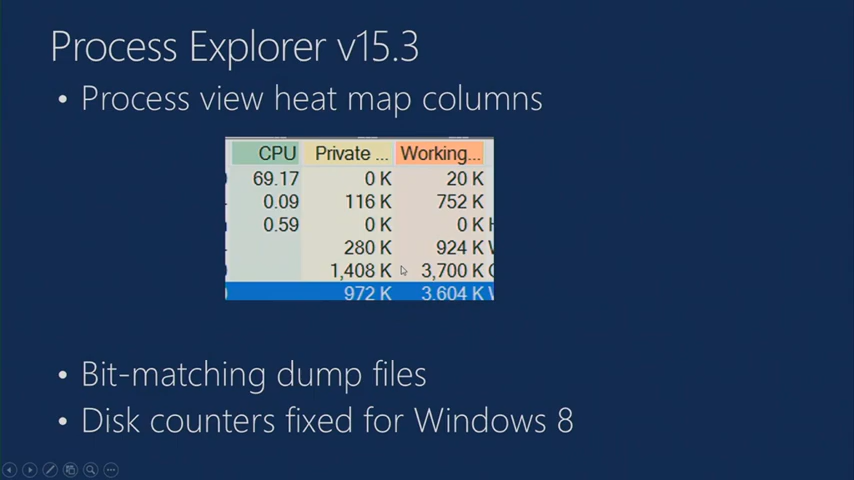 Process Explorer v15.3
• Process view heat map columns
CPU Private ... Working...
69.17 0 K 20 K
0.09 116 K 752 K
0.59 0 K 0 K
280 K 924 K
1,408 K 3,700 K
972 K 3,604 K
• Bit-matching dump files
• Disk counters fixed for Windows 8